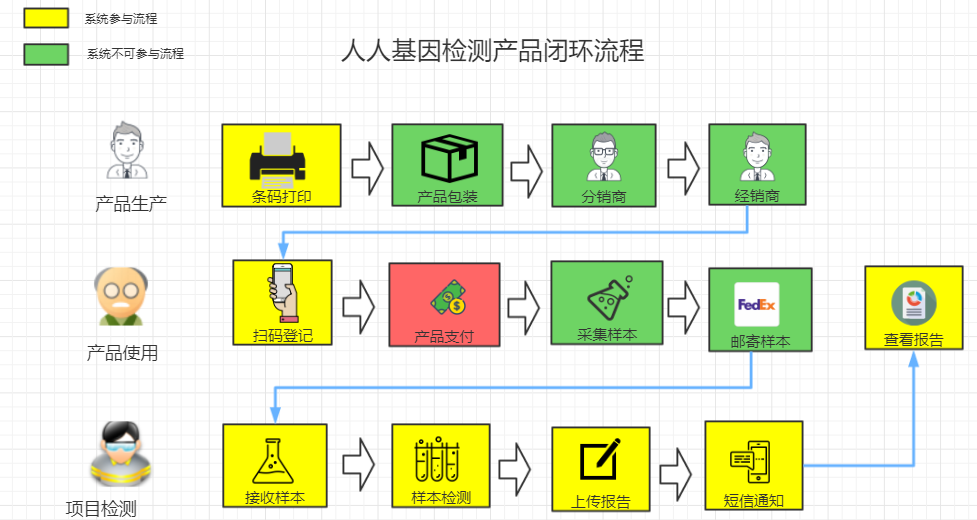 系统参与流程
系统不可参与流程
人人基因检测产品闭环流程
产品生产
条码打印
产品包装
分销商
经销商
产品使用
扫码登记
产品支付
采集样本
FedEx
邮寄样本
查看报告
项目检测
接收样本
样本检测
上传报告
短信通知